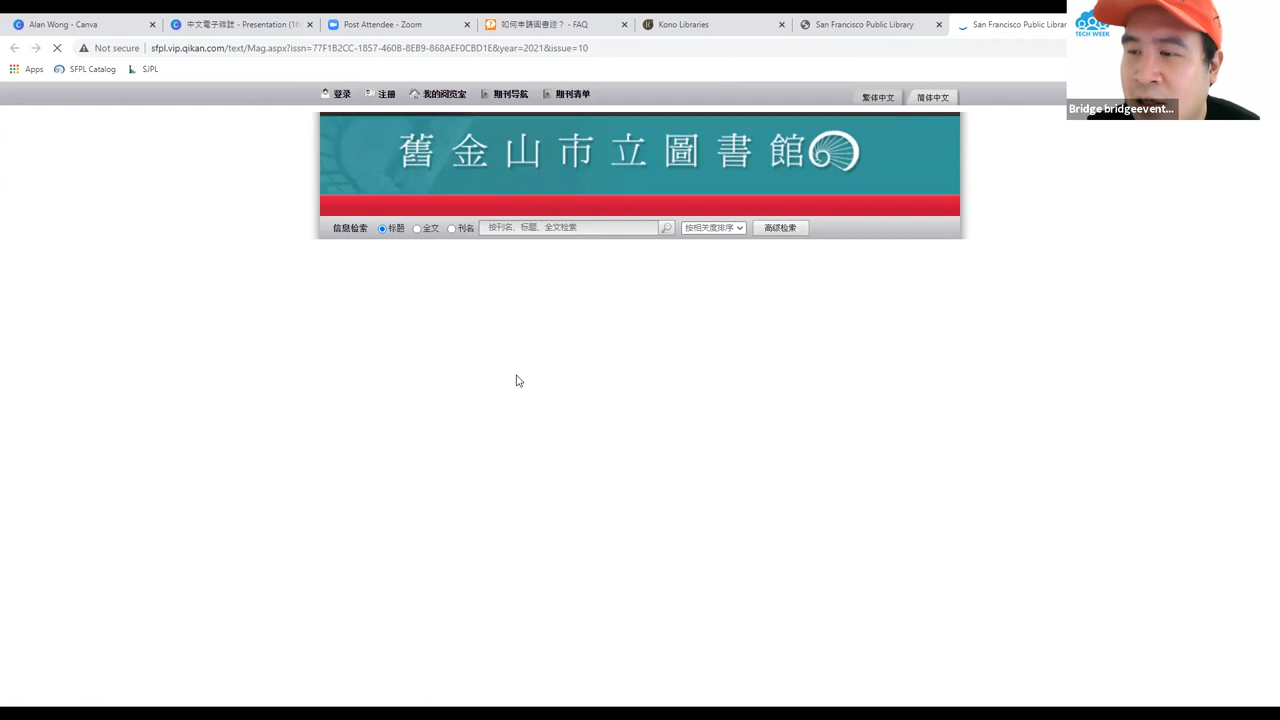 Alan Wong - Canva
中文電子雜誌 - Presentation (16
Post Attendee - Zoom
如何申請圖書證？ - FAQ
Kono Libraries
San Francisco Public Library
San Francisco Public Librar
Not secure
sfpl.vip.qikan.com/text/Mag.aspx?issn=77F1B2CC-1857-4606-8EB9-868AEF0CBD1E&year=2021&issue=10
TECH WEEK
Apps
SFPL Catalog
SJPL
登录
注册
我的阅览室
期刊导航
期刊清单
繁体中文
简体中文
Bridge bridgeevent...
舊金山市立圖書館
信息检索
标题
全文
刊名
按刊名、标题、全文检索
按相关度排序
高级检索